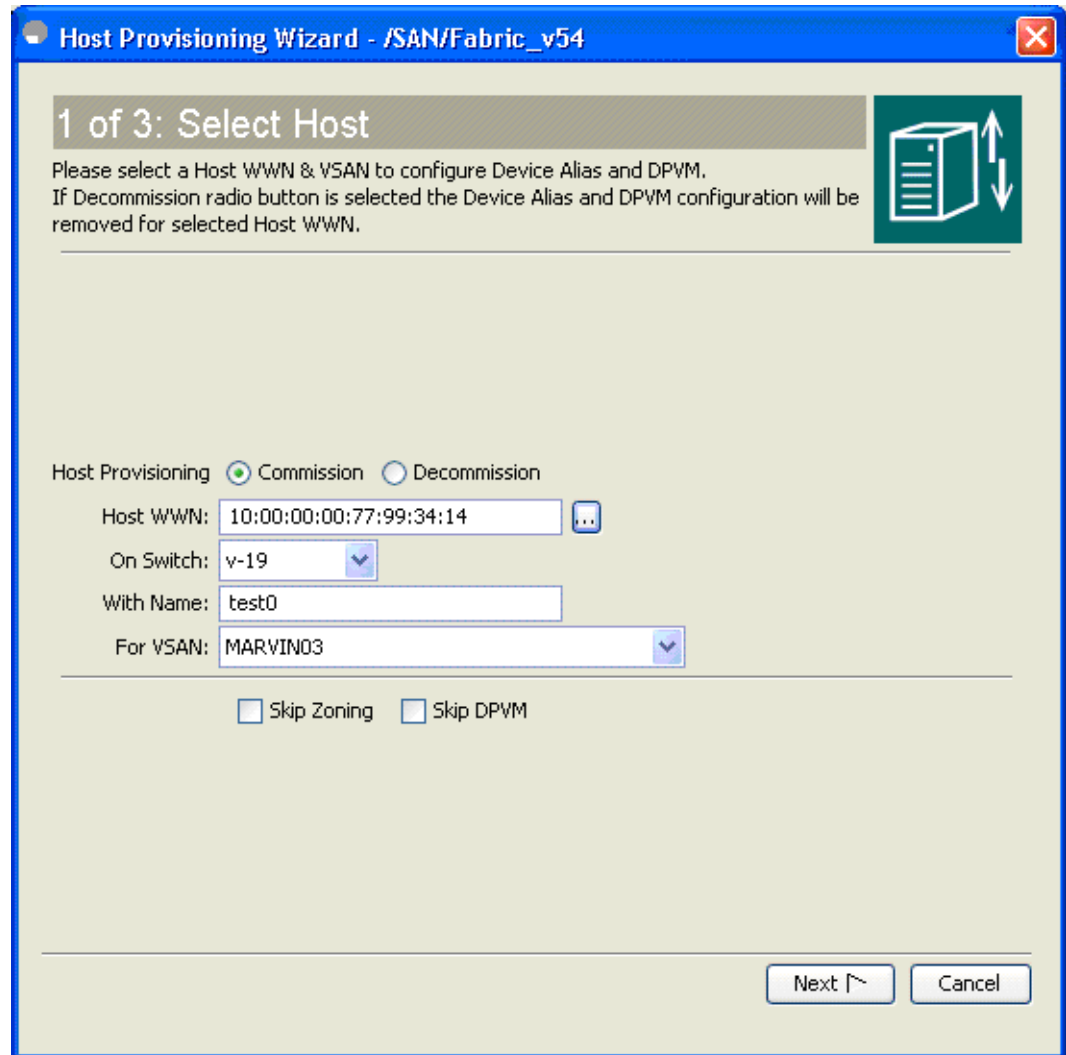 Host Provisioning Wizard - /SAN/Fabric_v54
1 of 3: Select Host
Please select a Host WWN & VSAN to configure Device Alias and DPVM.
If Decommission radio button is selected the Device Alias and DPVM configuration will be
removed for selected Host WWN.
Host Provisioning Commission Decommission
Host WWN: 10:00:00:00:77:99:34:14 ...
On Switch: v-19
With Name: test0
For VSAN: MARVIN03
Skip Zoning Skip DPVM
Next Cancel